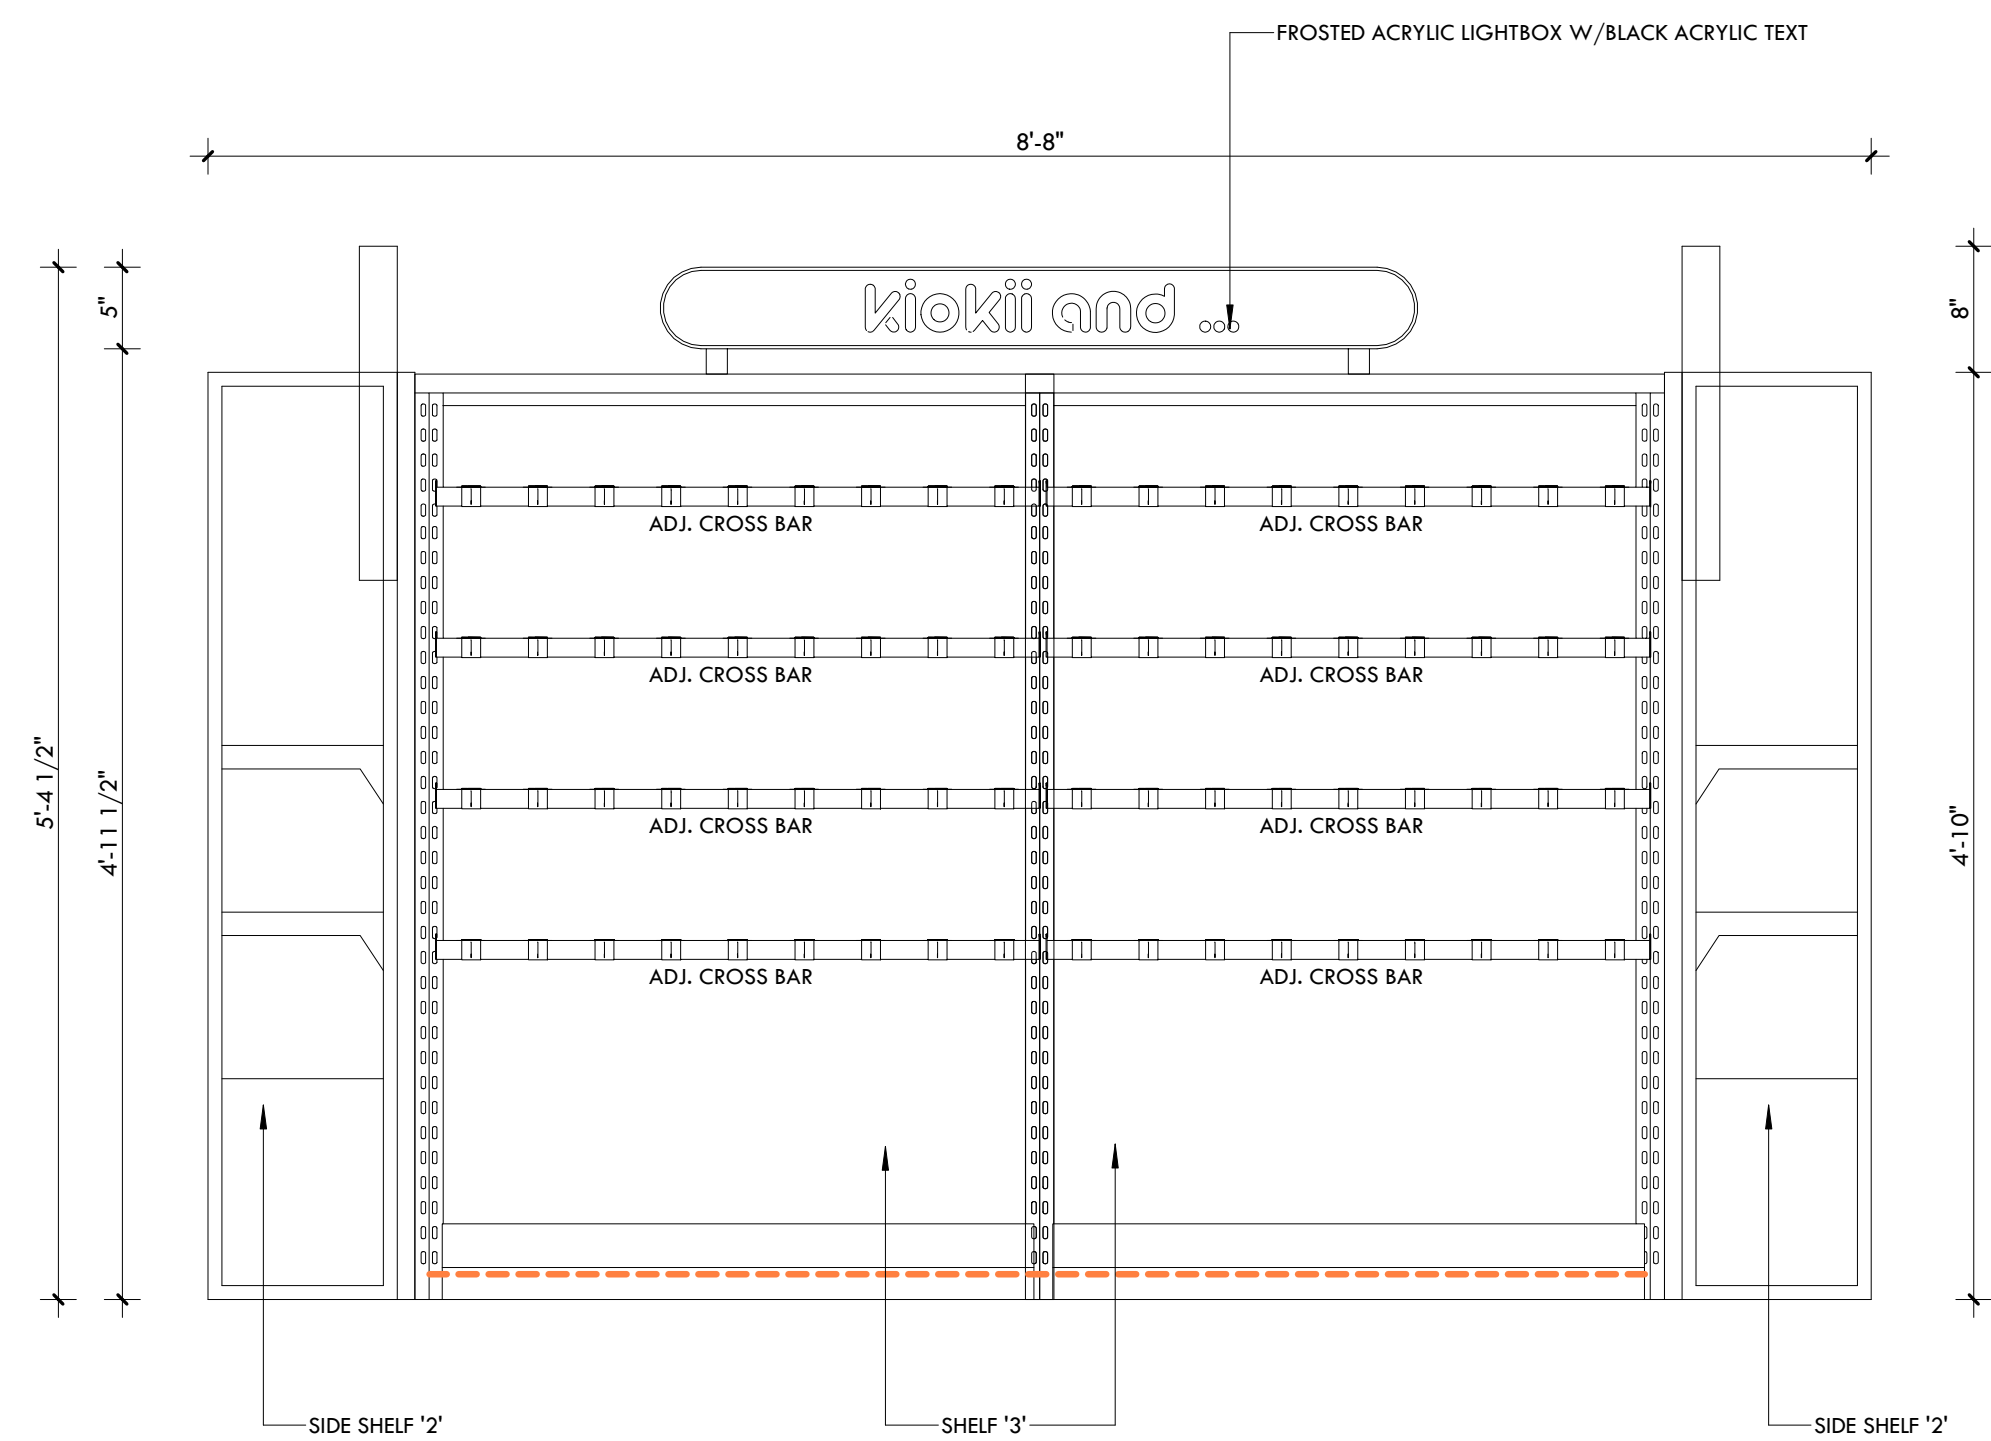 FROSTED ACRYLIC LIGHTBOX W/BLACK ACRYLIC TEXT
8'-8"
5"
8"
kiokii and ...
ADJ. CROSS BAR
ADJ. CROSS BAR
ADJ. CROSS BAR
ADJ. CROSS BAR
5'-4 1/2"
4'-11 1/2"
4'-10"
ADJ. CROSS BAR
ADJ. CROSS BAR
ADJ. CROSS BAR
ADJ. CROSS BAR
SIDE SHELF '2'
SHELF '3'
SIDE SHELF '2'